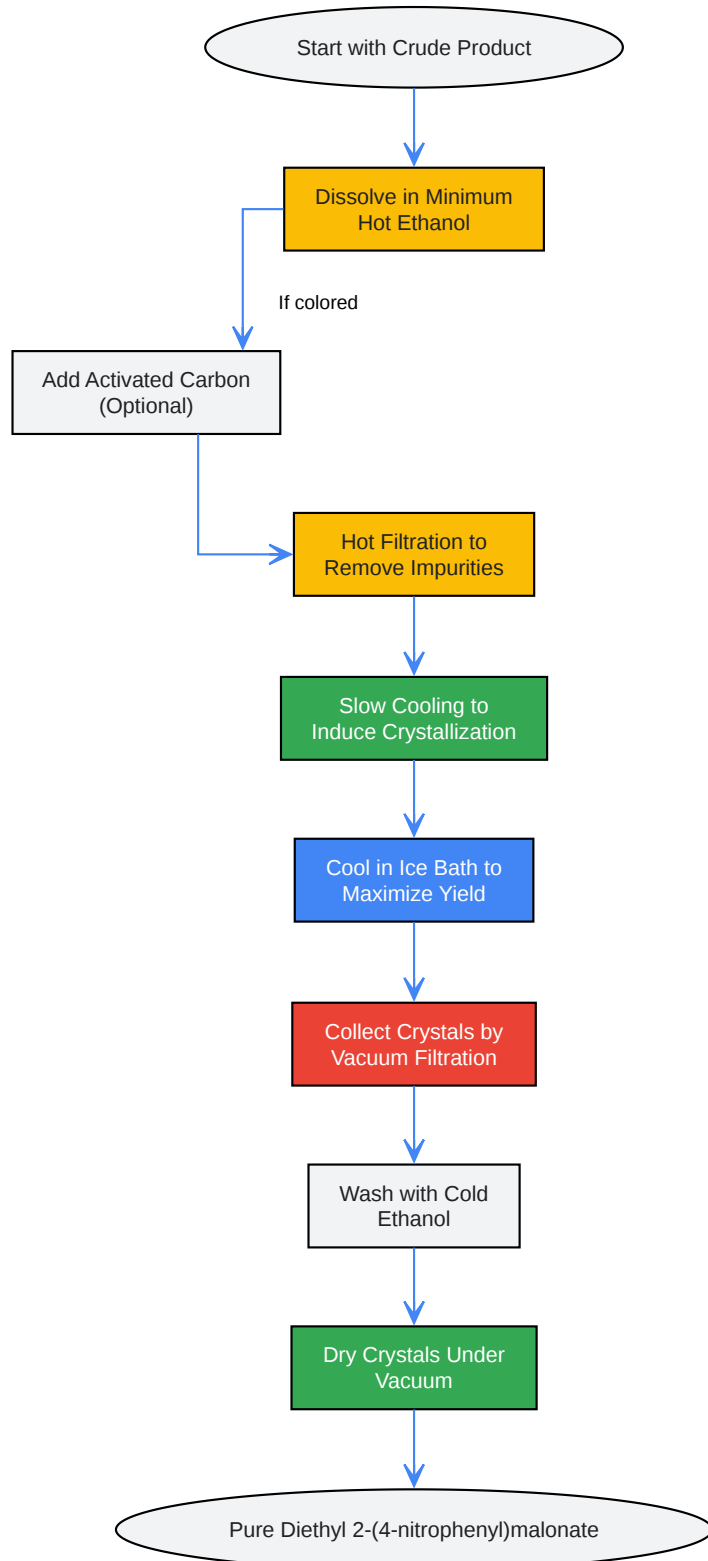 Start with Crude Product
Dissolve in Minimum
Hot Ethanol
If colored
Add Activated Carbon
(Optional)
Hot Filtration to
Remove Impurities
Slow Cooling to
Induce Crystallization
Cool in Ice Bath to
Maximize Yield
Collect Crystals by
Vacuum Filtration
Wash with Cold
Ethanol
Dry Crystals Under
Vacuum
Pure Diethyl 2-(4-nitrophenyl)malonate